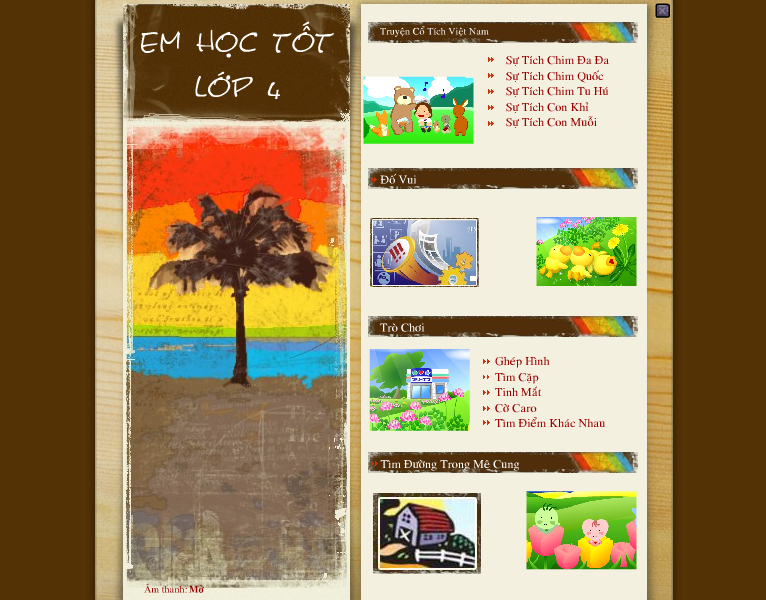 EM HỌC TỐT
LỚP 4
Truyện Cổ Tích Việt Nam
Sự Tích Chim Đa Đa
Sự Tích Chim Quốc
Sự Tích Chim Tu Hú
Sự Tích Con Khỉ
Sự Tích Con Muỗi
Đố Vui
Trò Chơi
Ghép Hình
Tìm Cặp
Tinh Mắt
Cờ Caro
Tìm Điểm Khác Nhau
Tìm Đường Trong Mê Cung
Âm thanh: Mở